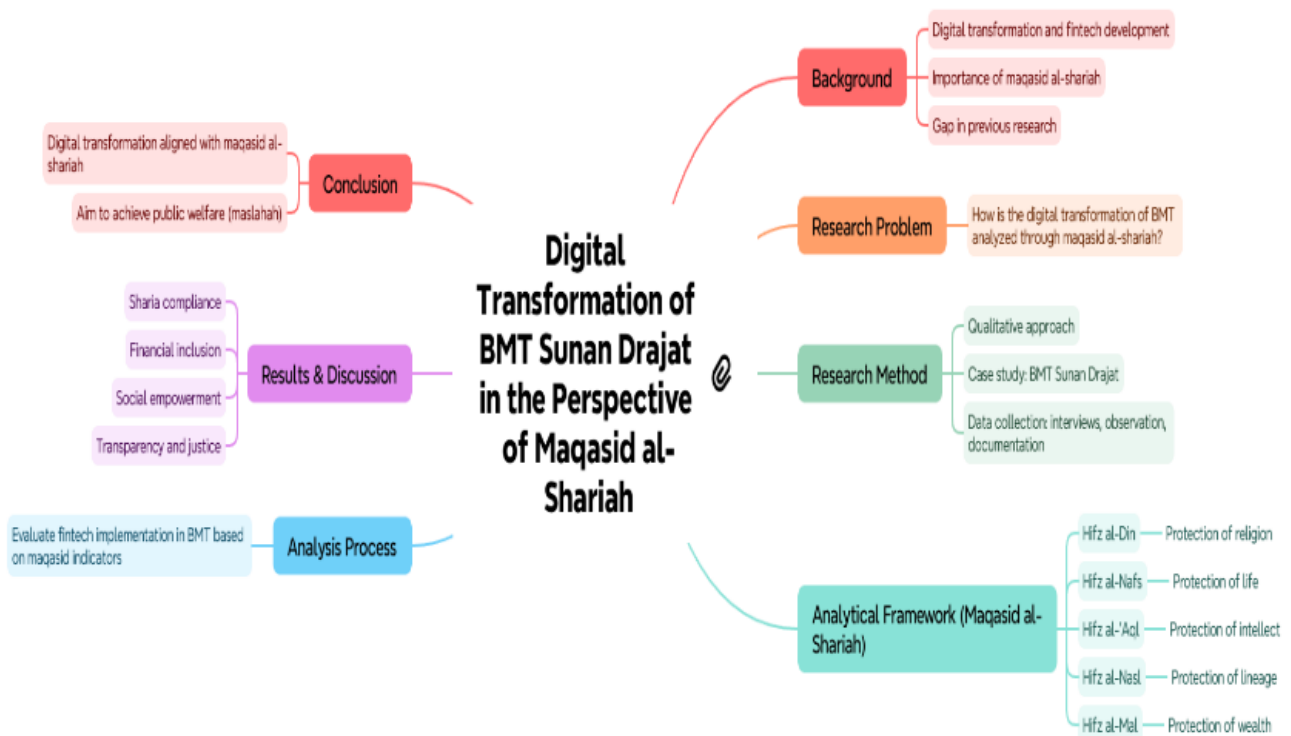 Digital
Transformation of
BMT Sunan Drajat
in the Perspective
of Maqasid al-
Shariah
Background
Digital transformation and fintech development
Importance of maqasid al-shariah
Gap in previous research
Research Problem
How is the digital transformation of BMT
analyzed through maqasid al-shariah?
Research Method
Qualitative approach
Case study: BMT Sunan Drajat
Data collection: interviews, observation,
documentation
Analytical Framework (Maqasid al-
Shariah)
Hifz al-Din
Protection of religion
Hifz al-Nafs
Protection of life
Hifz al-'Aql
Protection of intellect
Hifz al-Nasl
Protection of lineage
Hifz al-Mal
Protection of wealth
Analysis Process
Evaluate fintech implementation in BMT based
on maqasid indicators
Results & Discussion
Sharia compliance
Financial inclusion
Social empowerment
Transparency and justice
Conclusion
Digital transformation aligned with maqasid al-
shariah
Aim to achieve public welfare (maslahah)